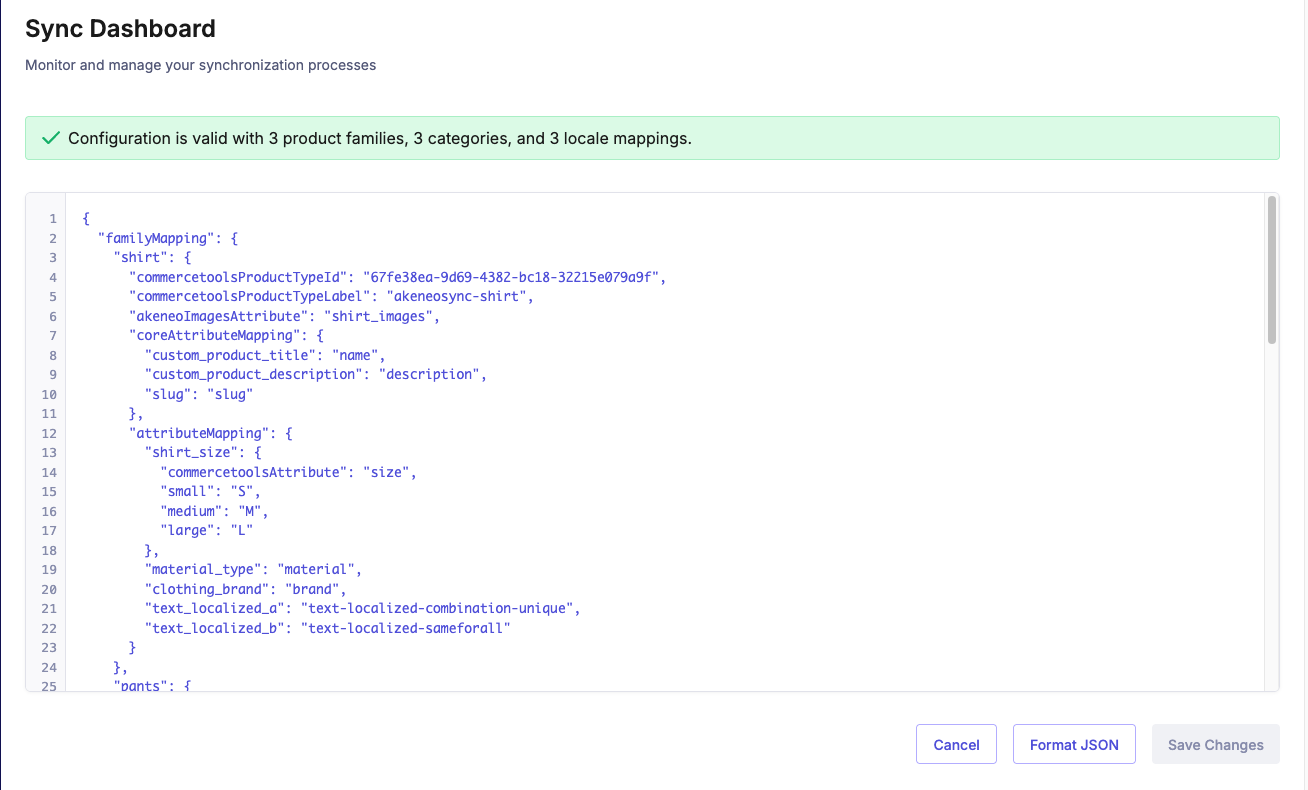 Sync Dashboard
Monitor and manage your synchronization processes
Configuration is valid with 3 product families, 3 categories, and 3 locale mappings.
1 {
2   "familyMapping": {
3     "shirt": {
4       "commercetoolsProductTypeId": "67fe38ea-9d69-4382-bc18-32215e079a9f",
5       "commercetoolsProductTypeLabel": "akeneosync-shirt",
6       "akeneoImagesAttribute": "shirt_images",
7       "coreAttributeMapping": {
8         "custom_product_title": "name",
9         "custom_product_description": "description",
10         "slug": "slug"
11       },
12       "attributeMapping": {
13         "shirt_size": {
14           "commercetoolsAttribute": "size",
15           "small": "S",
16           "medium": "M",
17           "large": "L"
18         },
19         "material_type": "material",
20         "clothing_brand": "brand",
21         "text_localized_a": "text-localized-combination-unique",
22         "text_localized_b": "text-localized-sameforall"
23       }
24     },
25     "pants": {
Cancel Format JSON Save Changes